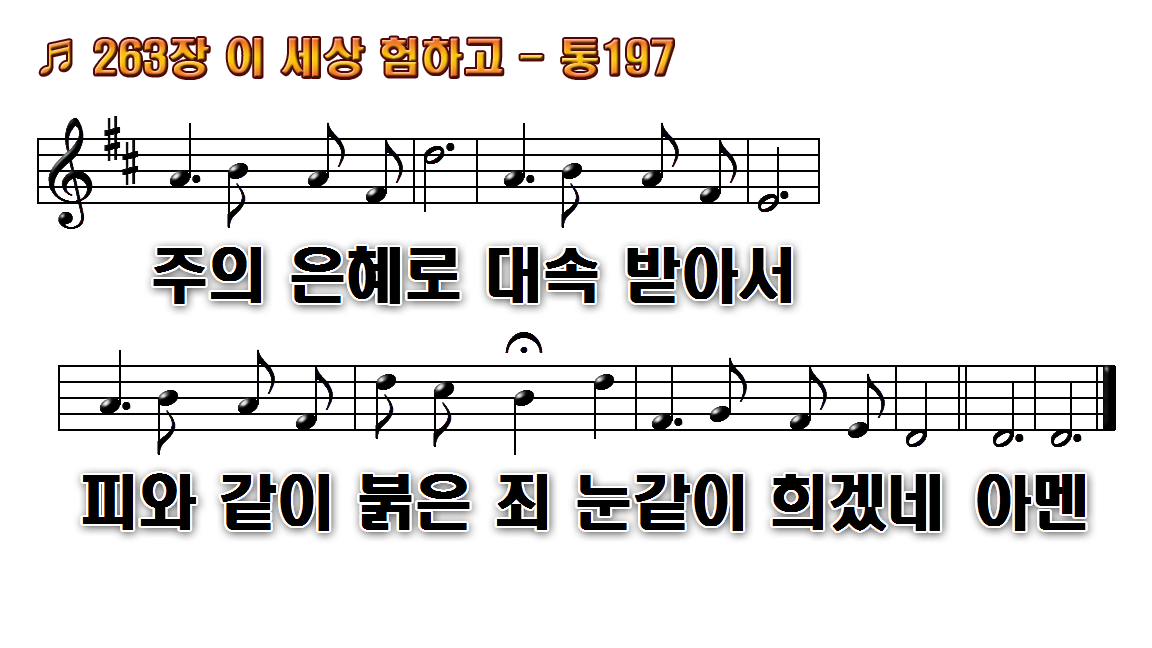 263장 이 세상 험하고 - 통197
주의 은혜로 대속 받아서
피와 같이 붉은 죄 눈같이 희겠네 아멘